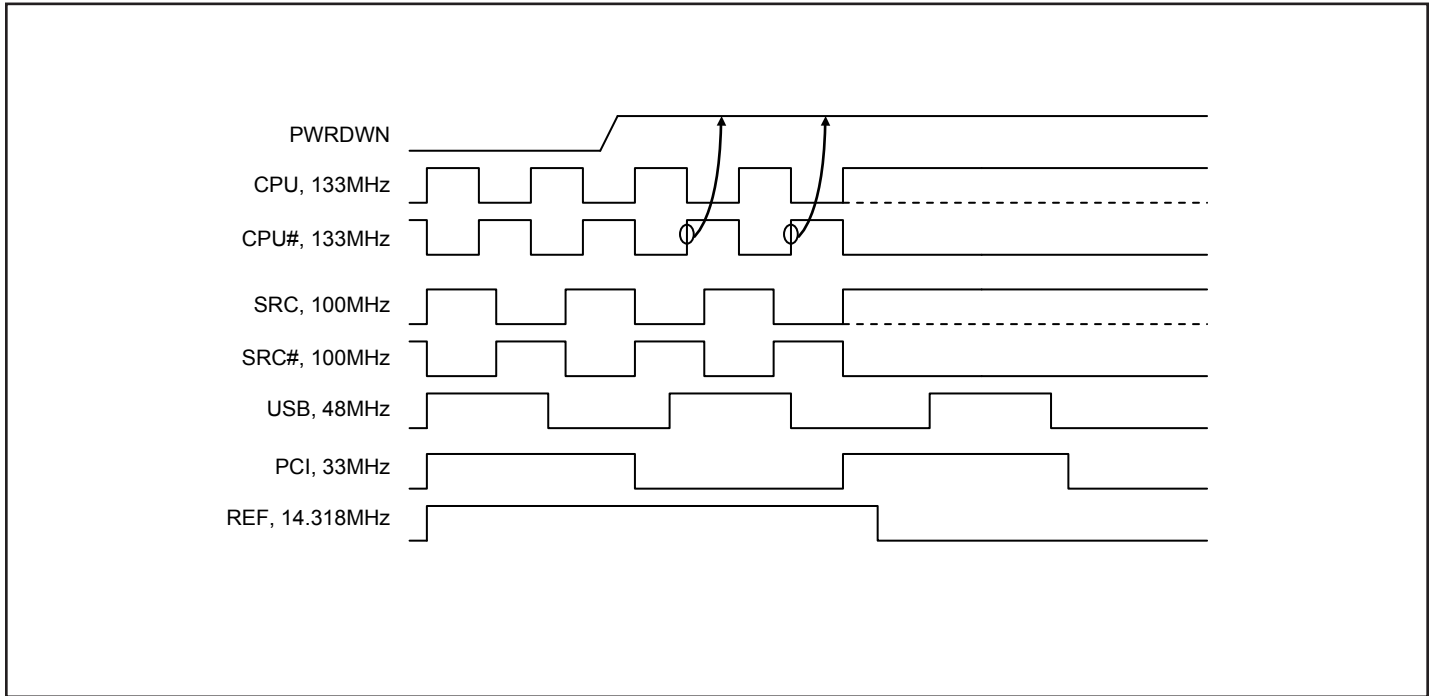 PWRDWN
CPU, 133MHz
CPU#, 133MHz
SRC, 100MHz
SRC#, 100MHz
USB, 48MHz
PCI, 33MHz
REF, 14.318MHz